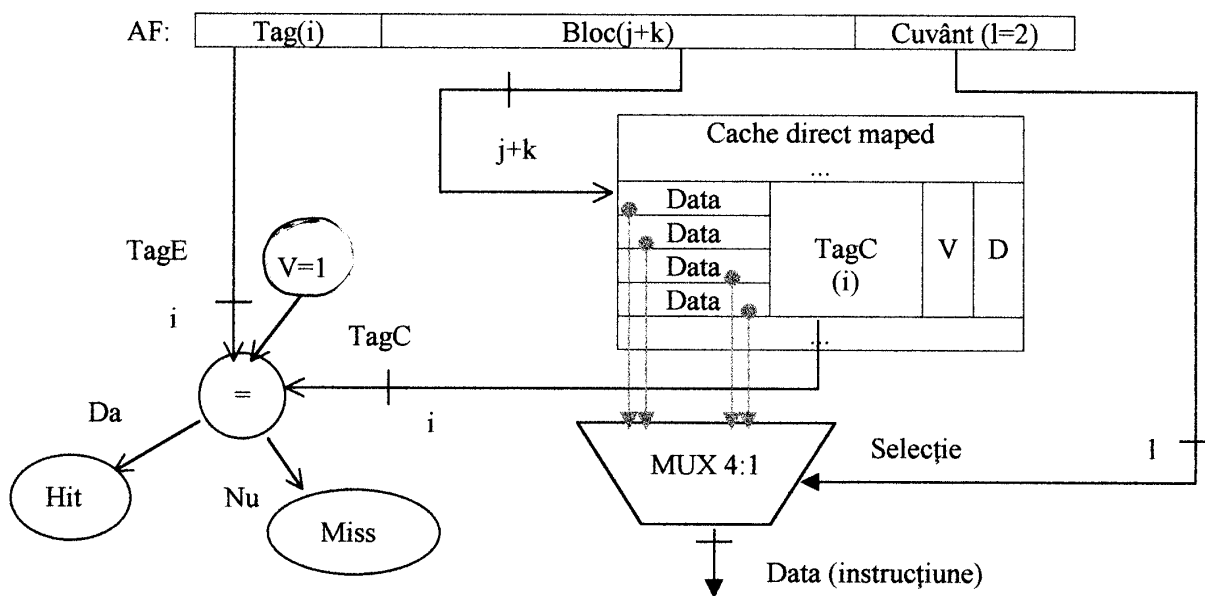 AF: Tag(i) Bloc(j+k) Cuvânt (l=2)
j+k
Cache direct maped
...
Data
Data
Data
Data
TagC
(i)
V
D
...
TagE
V=1
i
TagC
=
i
Da
Nu
Hit
Miss
MUX 4:1
Selecție
l
Data (instrucțiune)